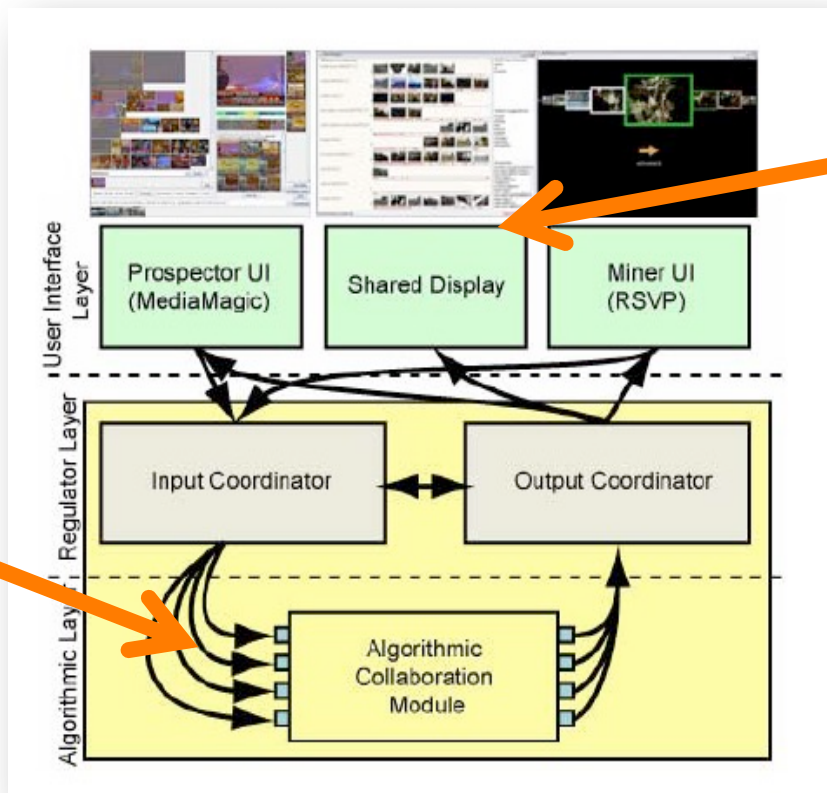 User Interface
Layer
Prospector UI
(MediaMagic)
Shared Display
Miner UI
(RSVP)
Regulator Layer
Input Coordinator
Output Coordinator
Algorithmic Layer
Algorithmic
Collaboration
Module